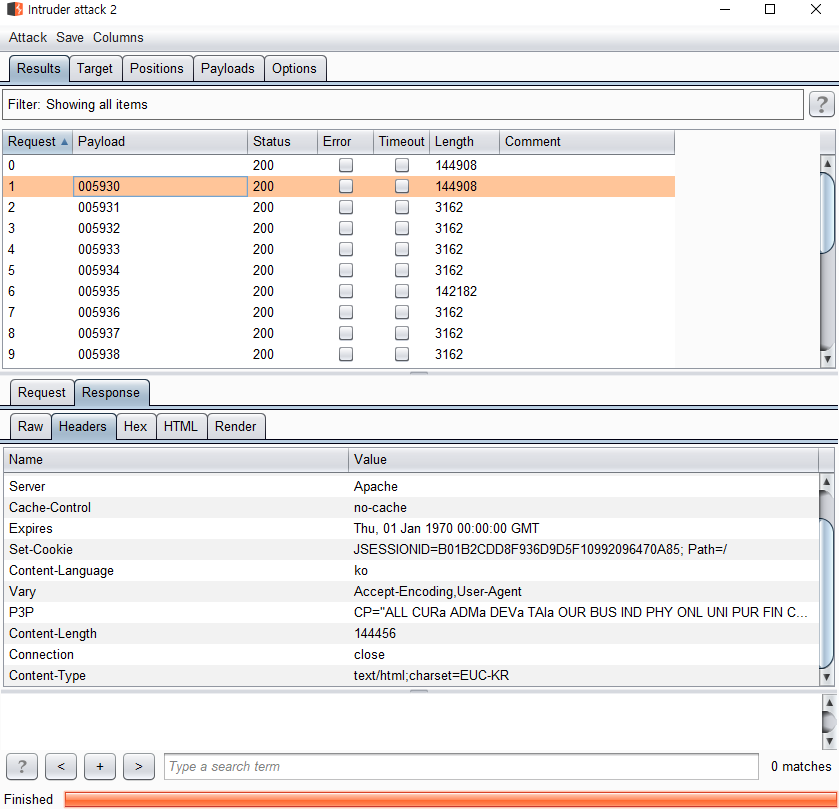 Intruder attack 2
Attack Save Columns
Results Target Positions Payloads Options
Filter: Showing all items ?
Request ▲ Payload Status Error Timeout Length Comment
0 200 144908
1 005930 200 144908
2 005931 200 3162
3 005932 200 3162
4 005933 200 3162
5 005934 200 3162
6 005935 200 142182
7 005936 200 3162
8 005937 200 3162
9 005938 200 3162
Request Response
Raw Headers Hex HTML Render
Name Value
Server Apache
Cache-Control no-cache
Expires Thu, 01 Jan 1970 00:00:00 GMT
Set-Cookie JSESSIONID=B01B2CDD8F936D9D5F10992096470A85; Path=/
Content-Language ko
Vary Accept-Encoding,User-Agent
P3P CP="ALL CURa ADMa DEVa TAIa OUR BUS IND PHY ONL UNI PUR FIN C...
Content-Length 144456
Connection close
Content-Type text/html;charset=EUC-KR
? < + > Type a search term 0 matches
Finished